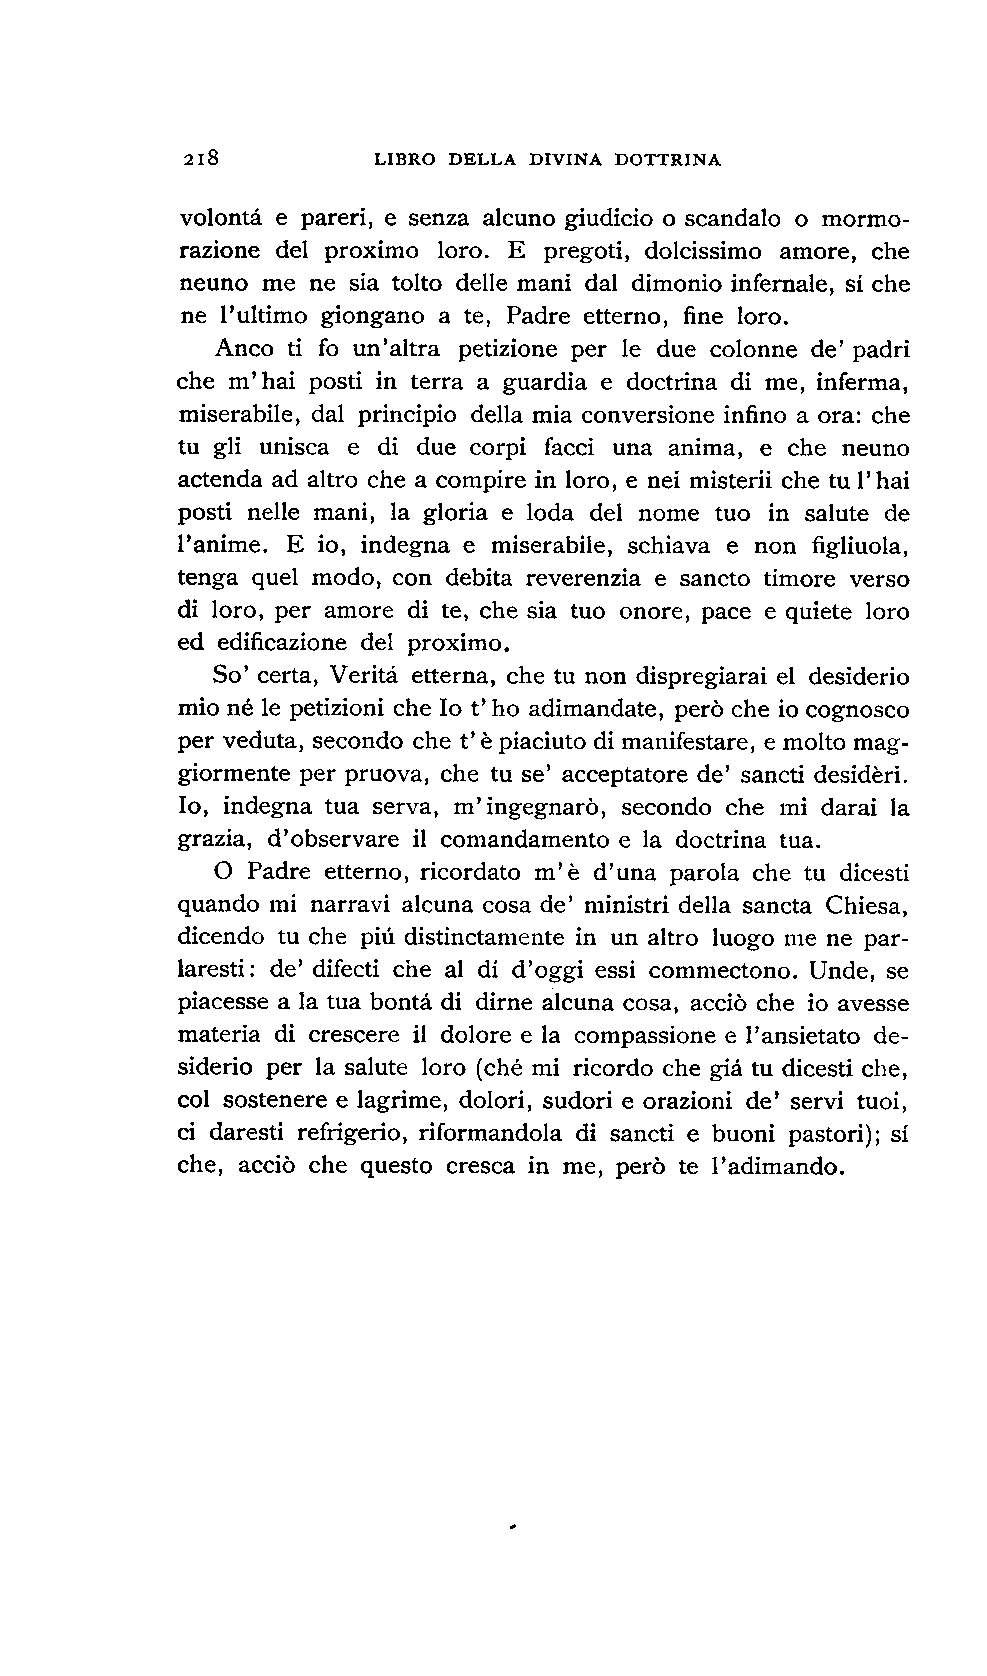 218 LIBRO DELLA DIVINA DOTTRINA
volontá e pareri, e senza alcuno giudicio o scandalo o mormo-
razione del proximo loro. E pregoti, dolcissimo amore, che
neuno me ne sia tolto delle mani dal dimonio infernale, sí che
ne l'ultimo giongano a te, Padre etterno, fine loro.
Anco ti fo un'altra petizione per le due colonne de' padri
che m'hai posti in terra a guardia e doctrina di me, inferma,
miserabile, dal principio della mia conversione infino a ora: che
tu gli unisca e di due corpi facci una anima, e che neuno
actenda ad altro che a compire in loro, e nei misterii che tu l'hai
posti nelle mani, la gloria e loda del nome tuo in salute de
l'anime. E io, indegna e miserabile, schiava e non figliuola,
tenga quel modo, con debita reverenzia e sancto timore verso
di loro, per amore di te, che sia tuo onore, pace e quiete loro
ed edificazione del proximo.
So' certa, Veritá etterna, che tu non dispregiarai el desiderio
mio né le petizioni che Io t'ho adimandate, però che io cognosco
per veduta, secondo che t'è piaciuto di manifestare, e molto mag-
giormente per pruova, che tu se' acceptatore de' sancti desidèri.
Io, indegna tua serva, m'ingegnarò, secondo che mi darai la
grazia, d'observare il comandamento e la doctrina tua.
O Padre etterno, ricordato m'è d'una parola che tu dicesti
quando mi narravi alcuna cosa de' ministri della sancta Chiesa,
dicendo tu che piú distinctamente in un altro luogo me ne par-
laresti: de' difecti che al dí d'oggi essi commectono. Unde, se
piacesse a la tua bontá di dirne alcuna cosa, acciò che io avesse
materia di crescere il dolore e la compassione e l'ansietato de-
siderio per la salute loro (ché mi ricordo che giá tu dicesti che,
col sostenere e lagrime, dolori, sudori e orazioni de' servi tuoi,
ci daresti refrigerio, riformandola di sancti e buoni pastori); sí
che, acciò che questo cresca in me, però te l'adimando.